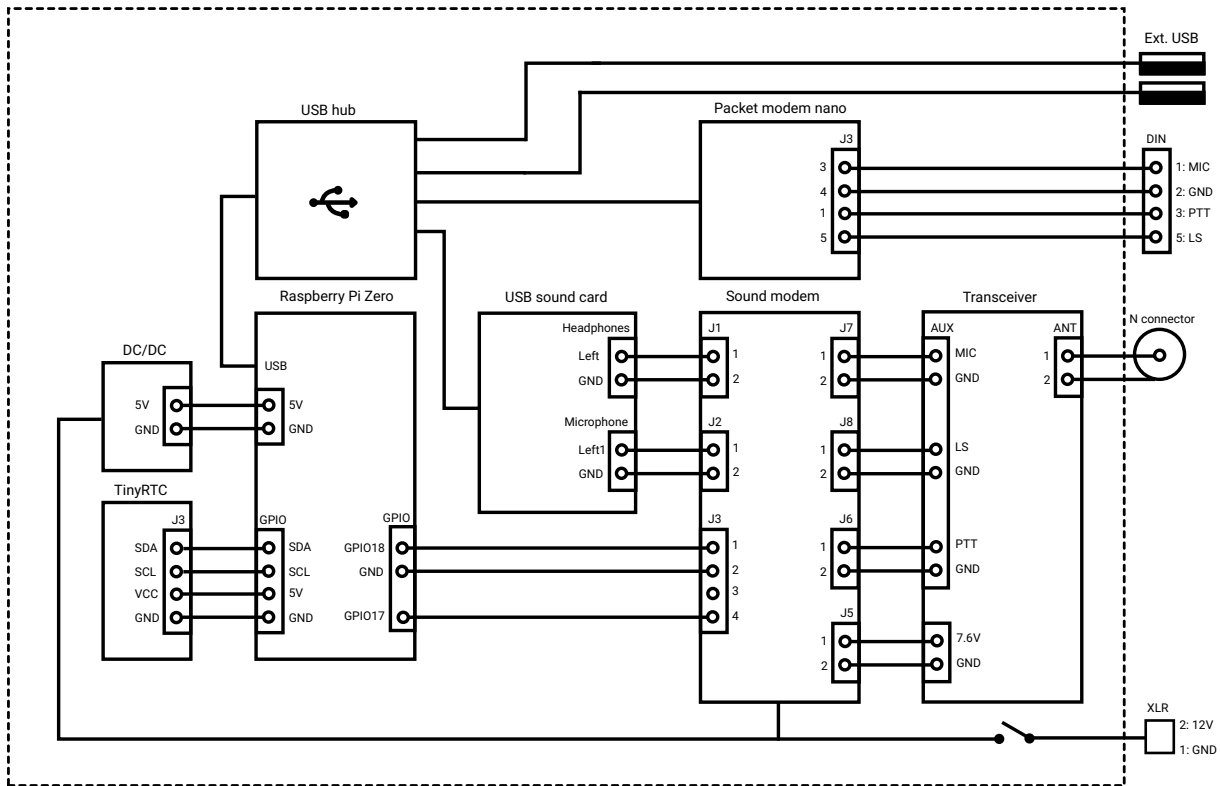 Ext. USB
USB hub
Packet modem nano
J3
DIN
3
1: MIC
4
2: GND
1
3: PTT
5
5: LS
Raspberry Pi Zero
USB sound card
Sound modem
Transceiver
N connector
Headphones
J1
J7
AUX
ANT
DC/DC
Left
1
1
MIC
1
USB
GND
2
2
GND
2
5V
5V
GND
GND
Microphone
J2
J8
Left1
1
1
LS
GND
2
2
GND
TinyRTC
J3
GPIO
GPIO
J3
J6
SDA
SDA
GPIO18
1
1
PTT
SCL
SCL
GND
2
2
GND
VCC
5V
3
GND
GND
GPIO17
4
J5
1
7.6V
2
GND
XLR
2: 12V
1: GND